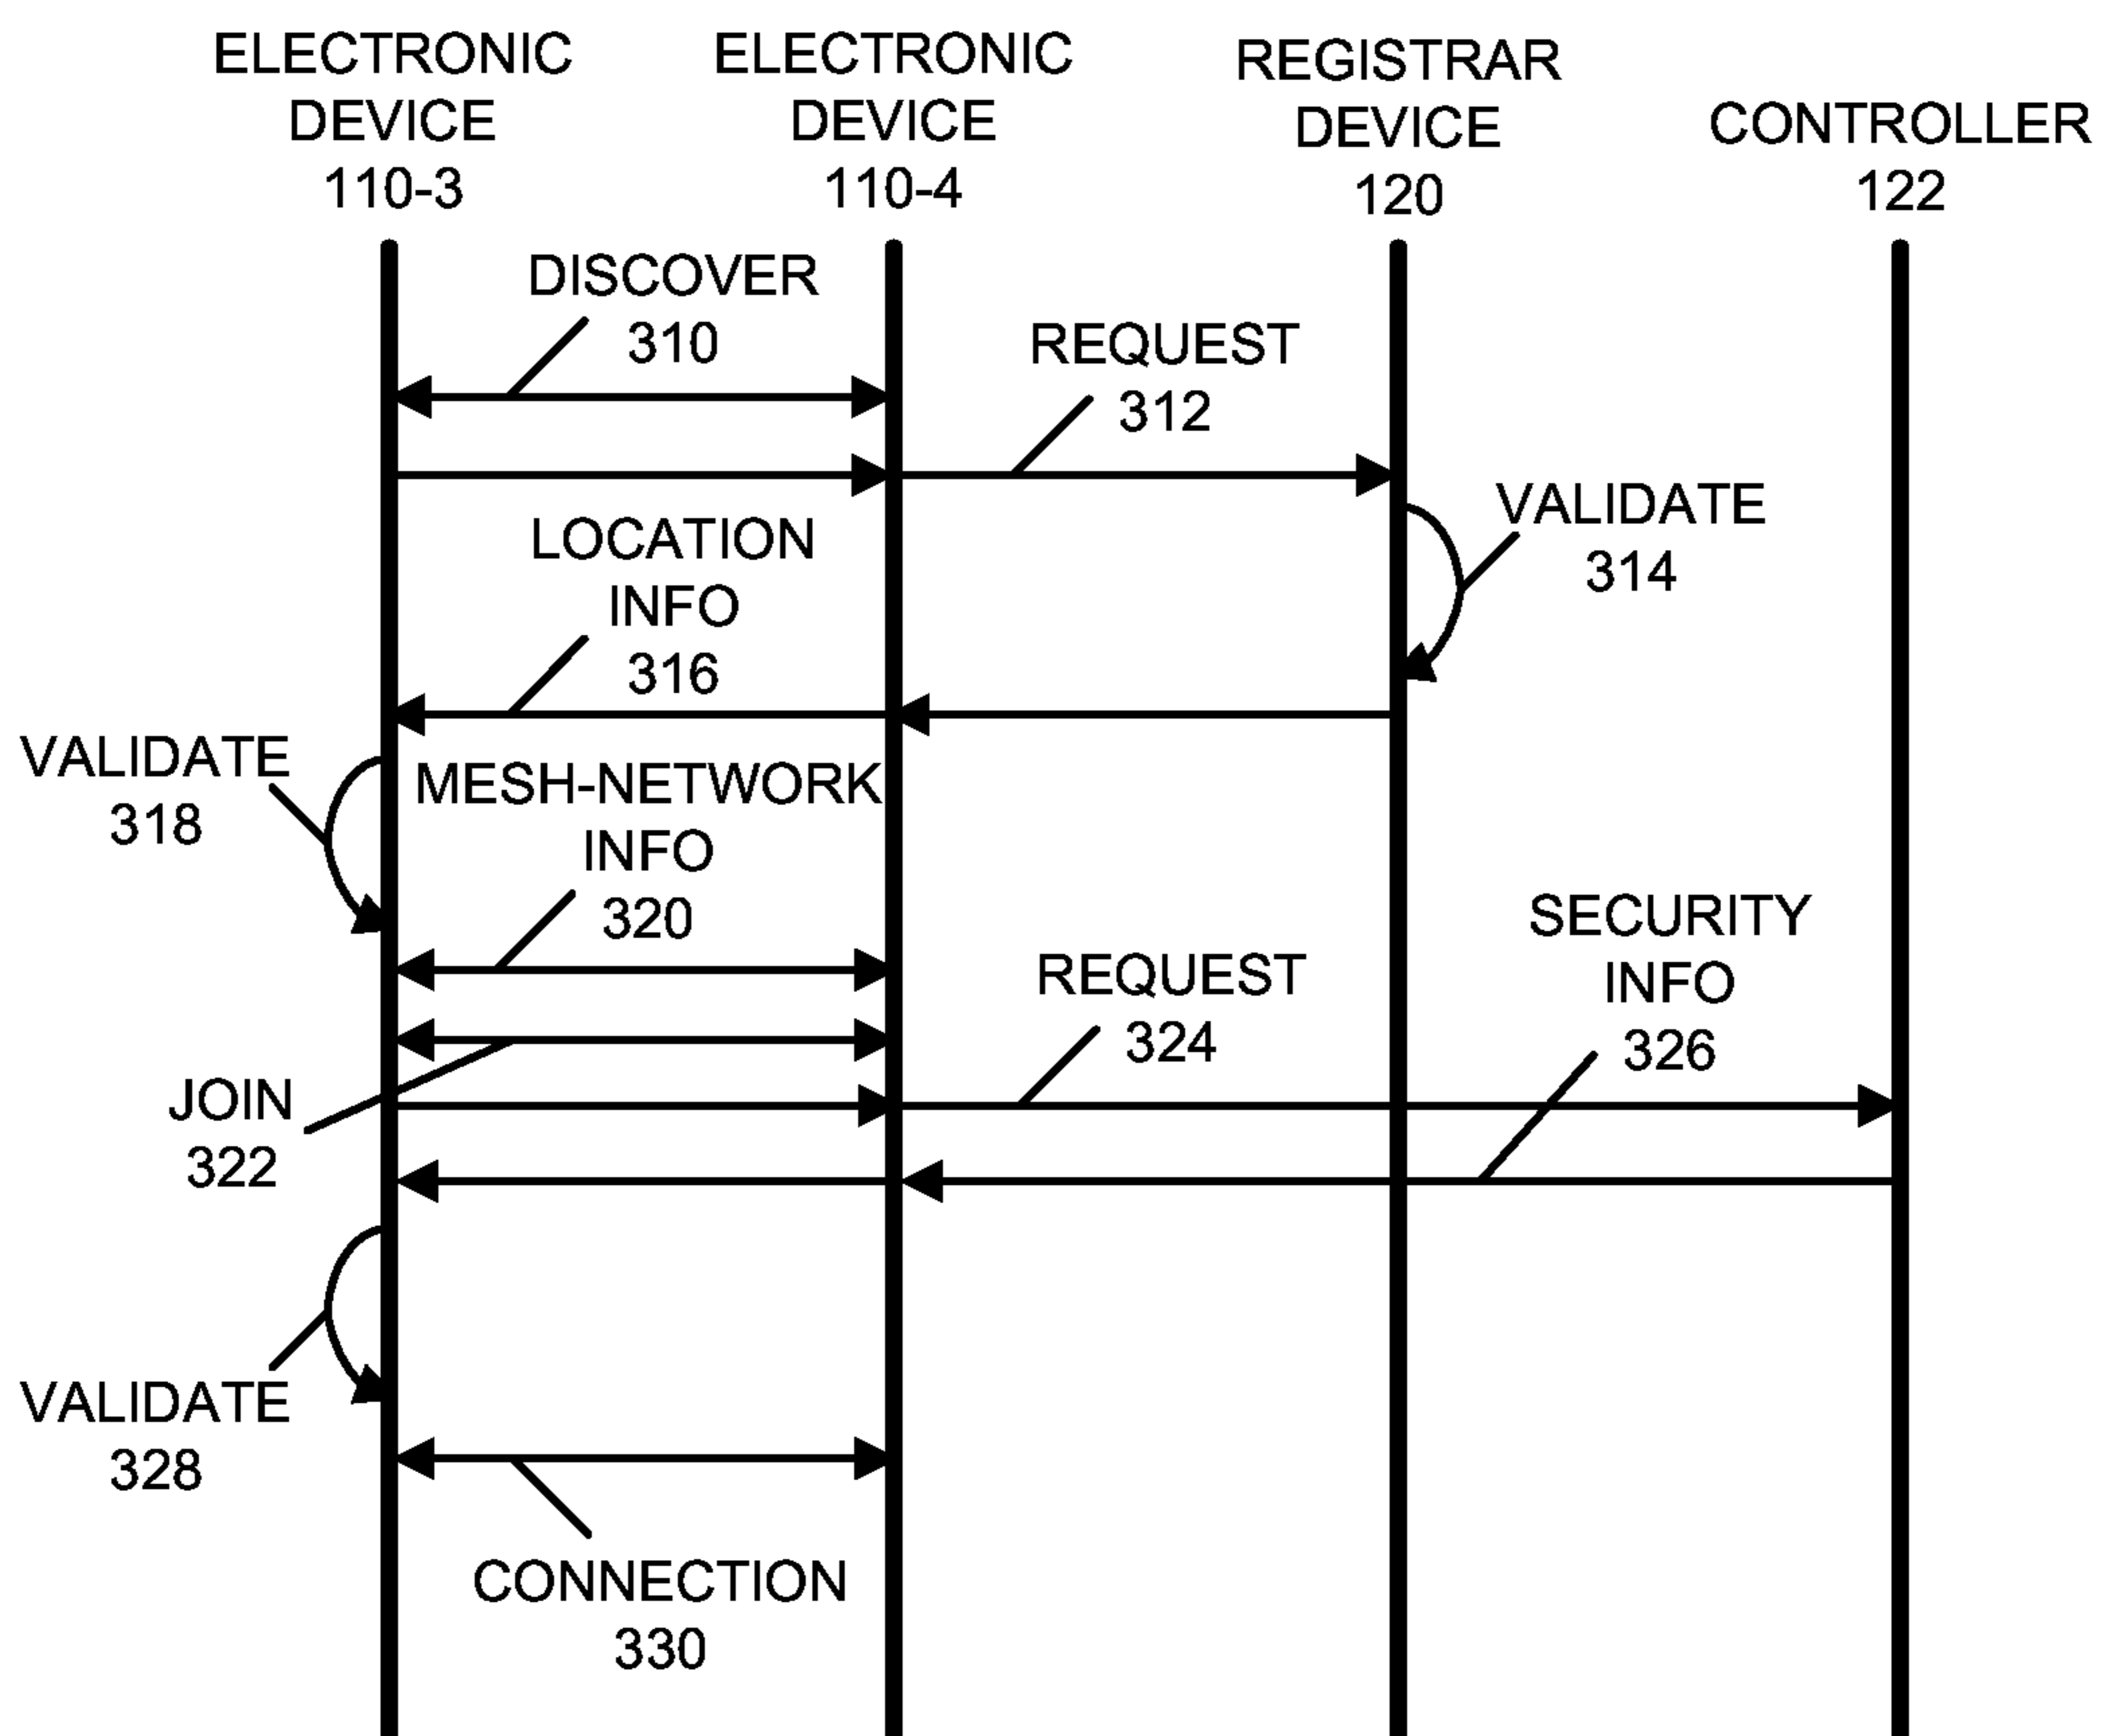 ELECTRONIC
DEVICE
110-3
ELECTRONIC
DEVICE
110-4
REGISTRAR
DEVICE
120
CONTROLLER
122
DISCOVER
310
REQUEST
312
VALIDATE
314
LOCATION
INFO
316
VALIDATE
318
MESH-NETWORK
INFO
320
JOIN
322
REQUEST
324
SECURITY
INFO
326
VALIDATE
328
CONNECTION
330